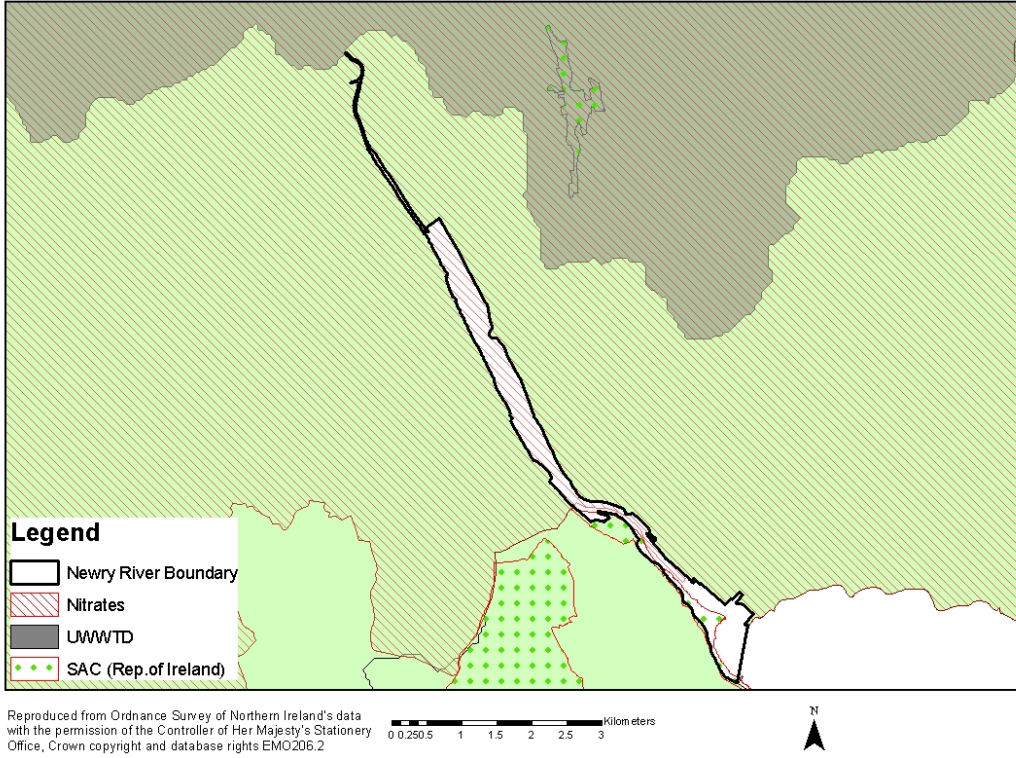 Legend
Newry River Boundary
Nitrates
UWWTD
SAC (Rep.of Ireland)
Reproduced from Ordnance Survey of Northern Ireland's data
with the permission of the Controller of Her Majesty's Stationery
Office, Crown copyright and database rights EMO206.2
Kilometers
0 0.250.5 1 1.5 2 2.5 3
N